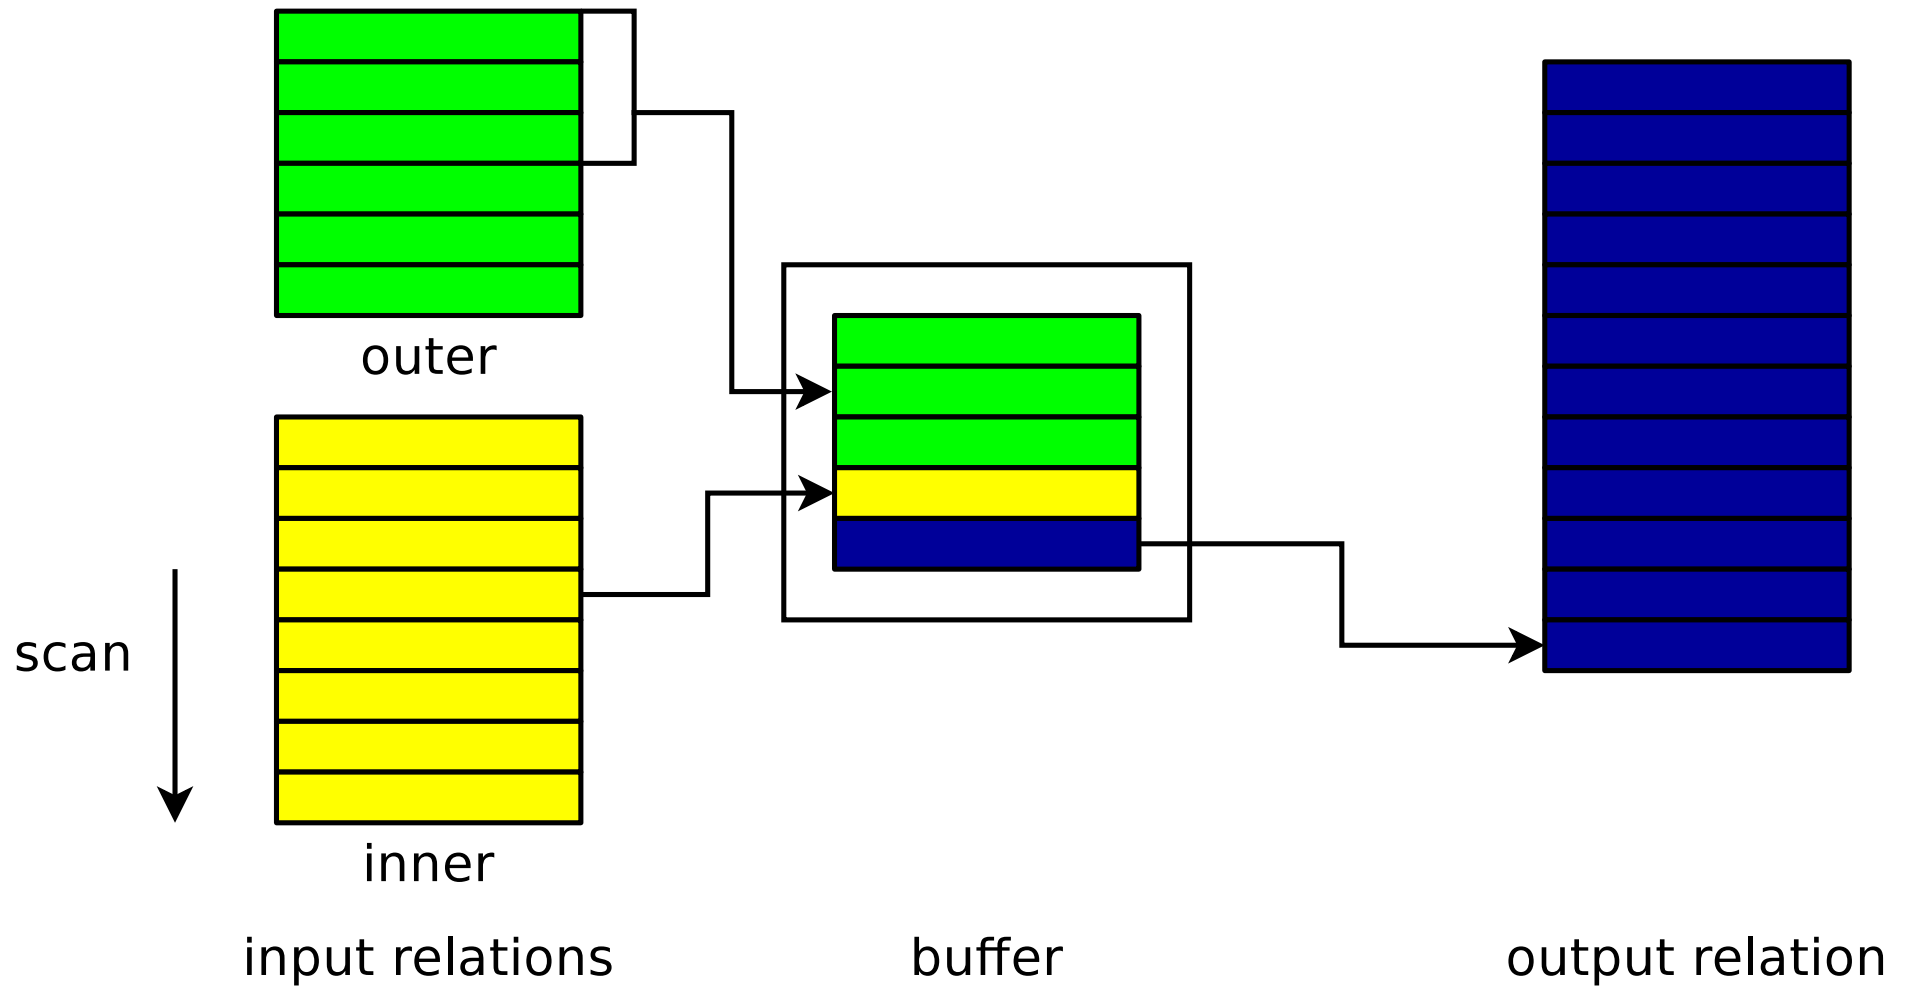 outer
scan
inner
input relations
buffer
output relation